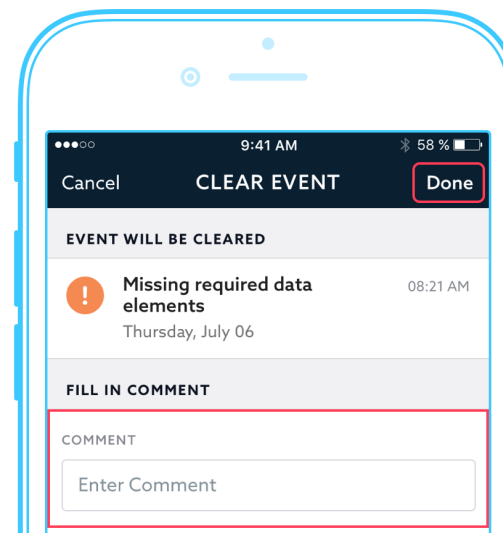 9:41 AM 58 %
Cancel CLEAR EVENT Done
EVENT WILL BE CLEARED
Missing required data 08:21 AM
elements
Thursday, July 06
FILL IN COMMENT
COMMENT
Enter Comment